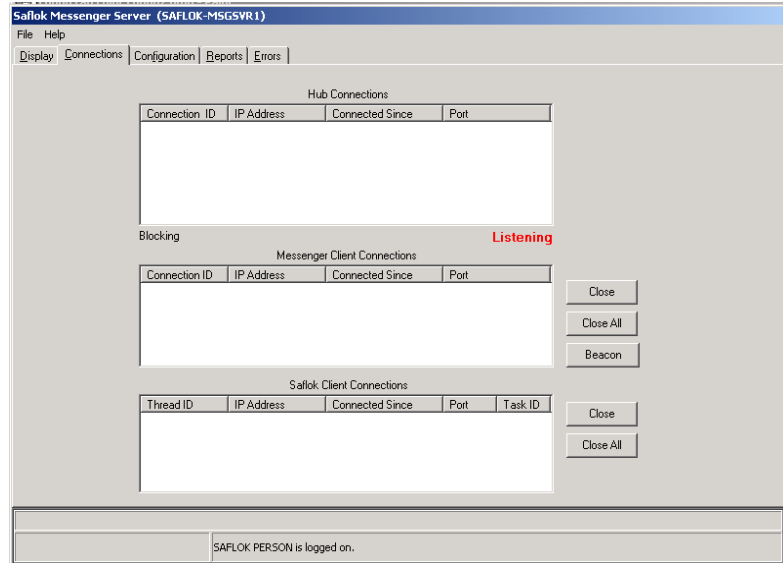 Saflok Messenger Server (SAFLOK-MSGSVR1)
File Help
Display Connections Configuration Reports Errors
Hub Connections
Connection ID IP Address Connected Since Port
Blocking Listening
Messenger Client Connections
Connection ID IP Address Connected Since Port
Close
Close All
Beacon
Saflok Client Connections
Thread ID IP Address Connected Since Port Task ID
Close
Close All
SAFLOK PERSON is logged on.